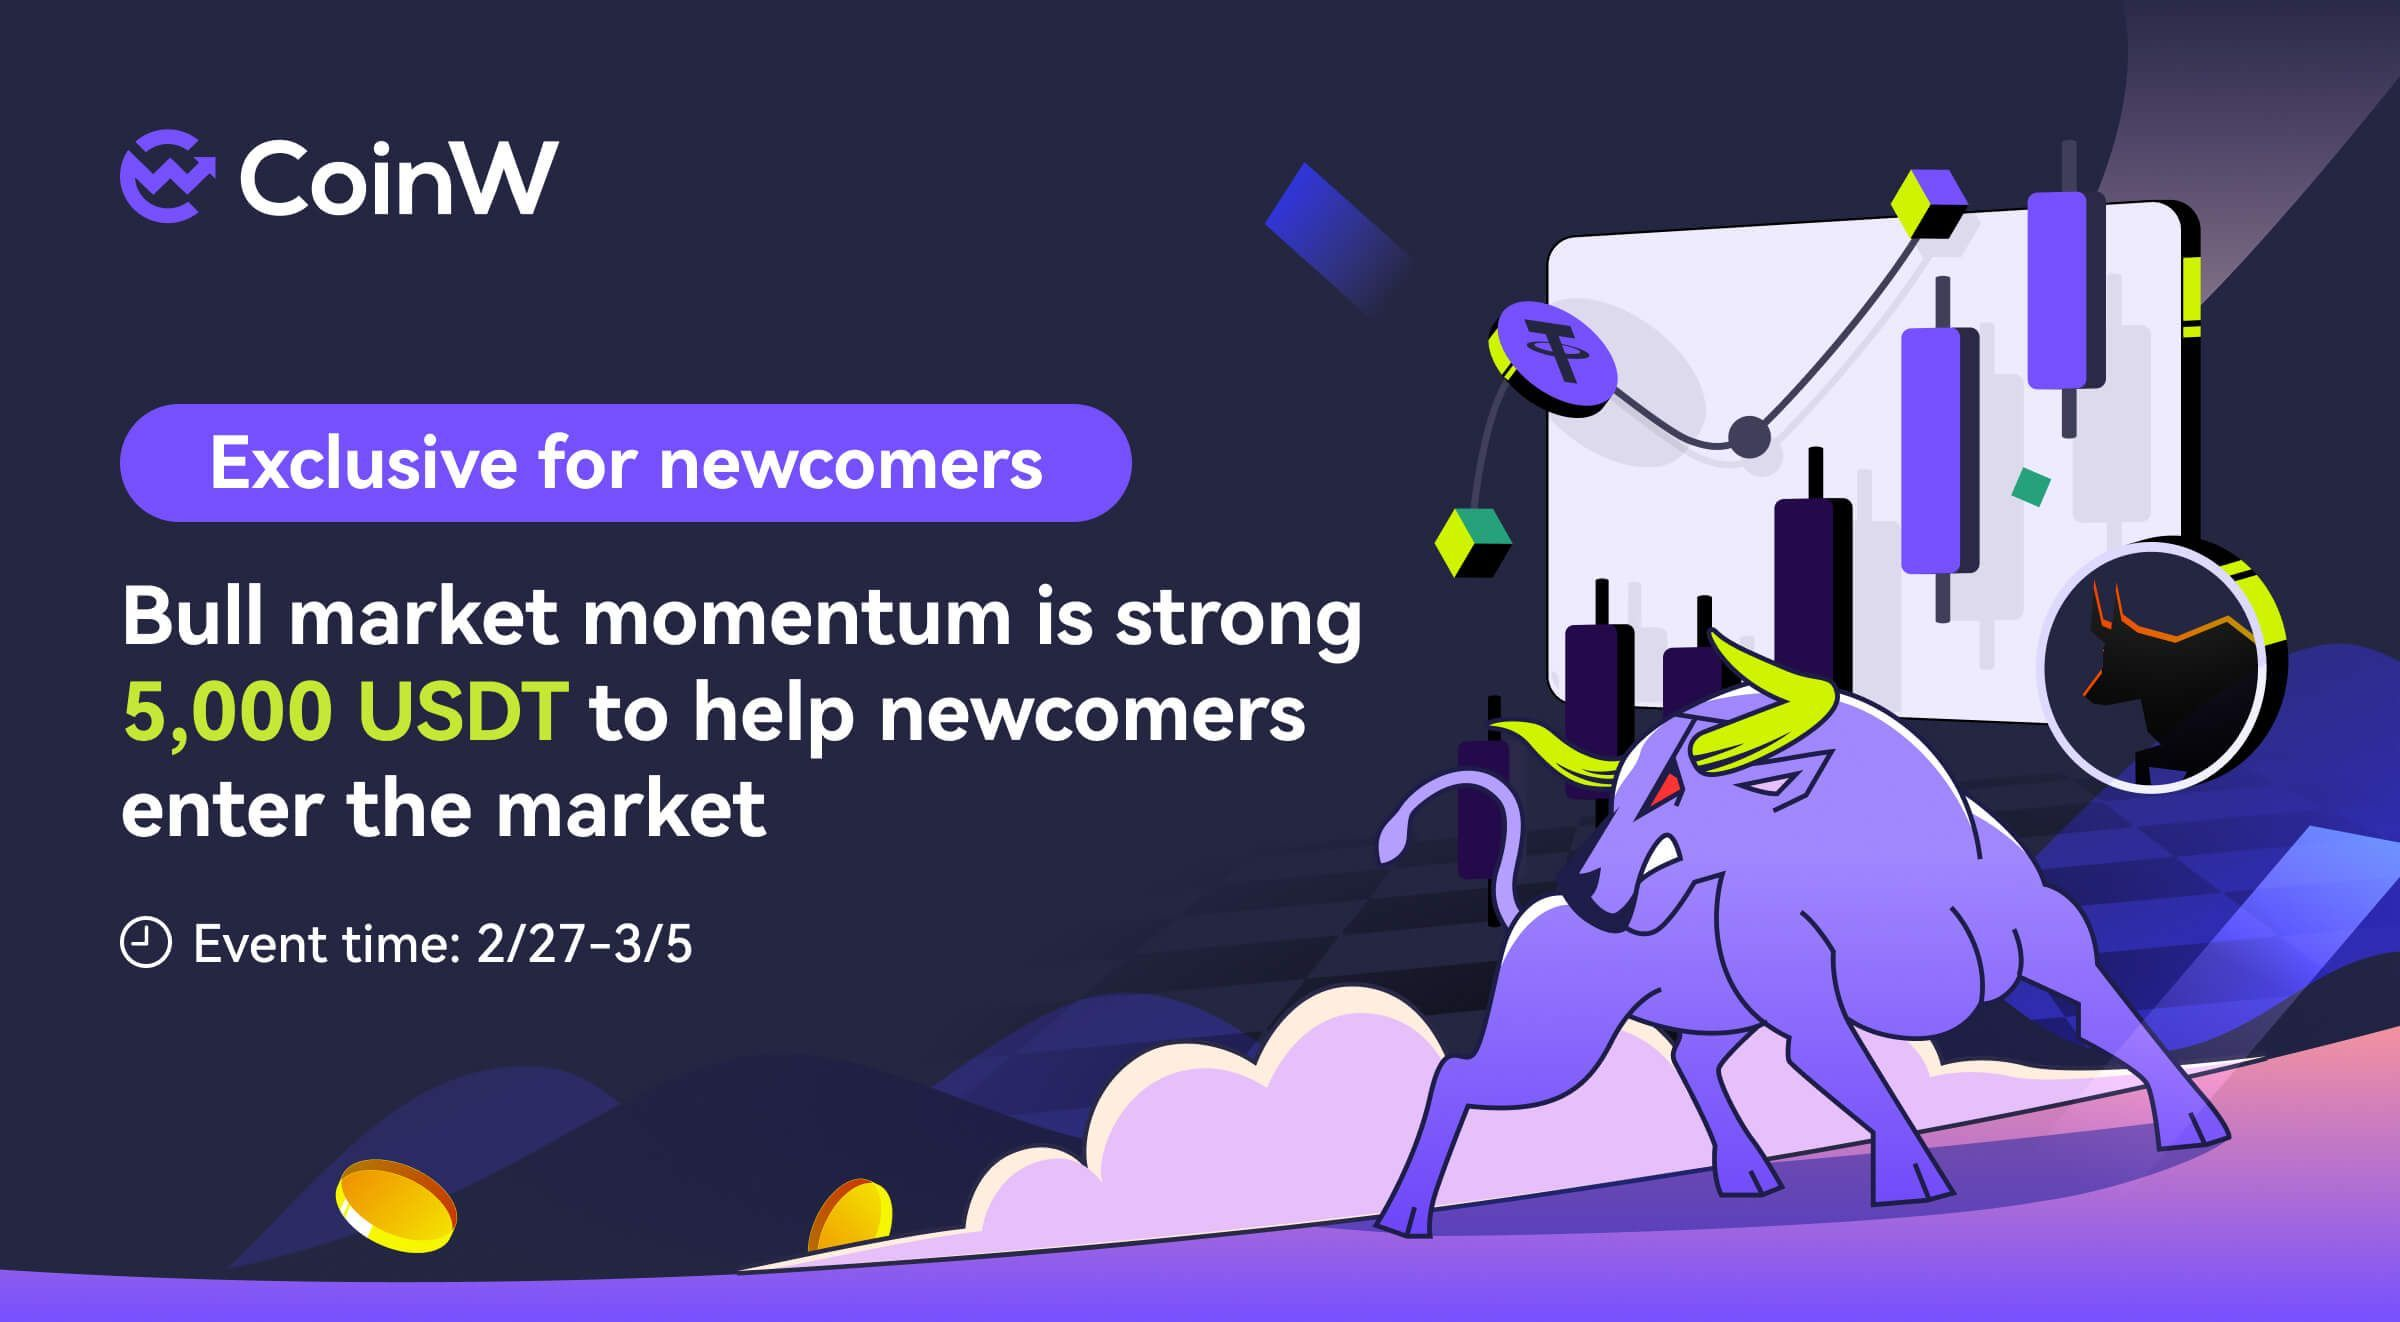 CoinW
Exclusive for newcomers
Bull market momentum is strong
5,000 USDT to help newcomers
enter the market
Event time: 2/27-3/5